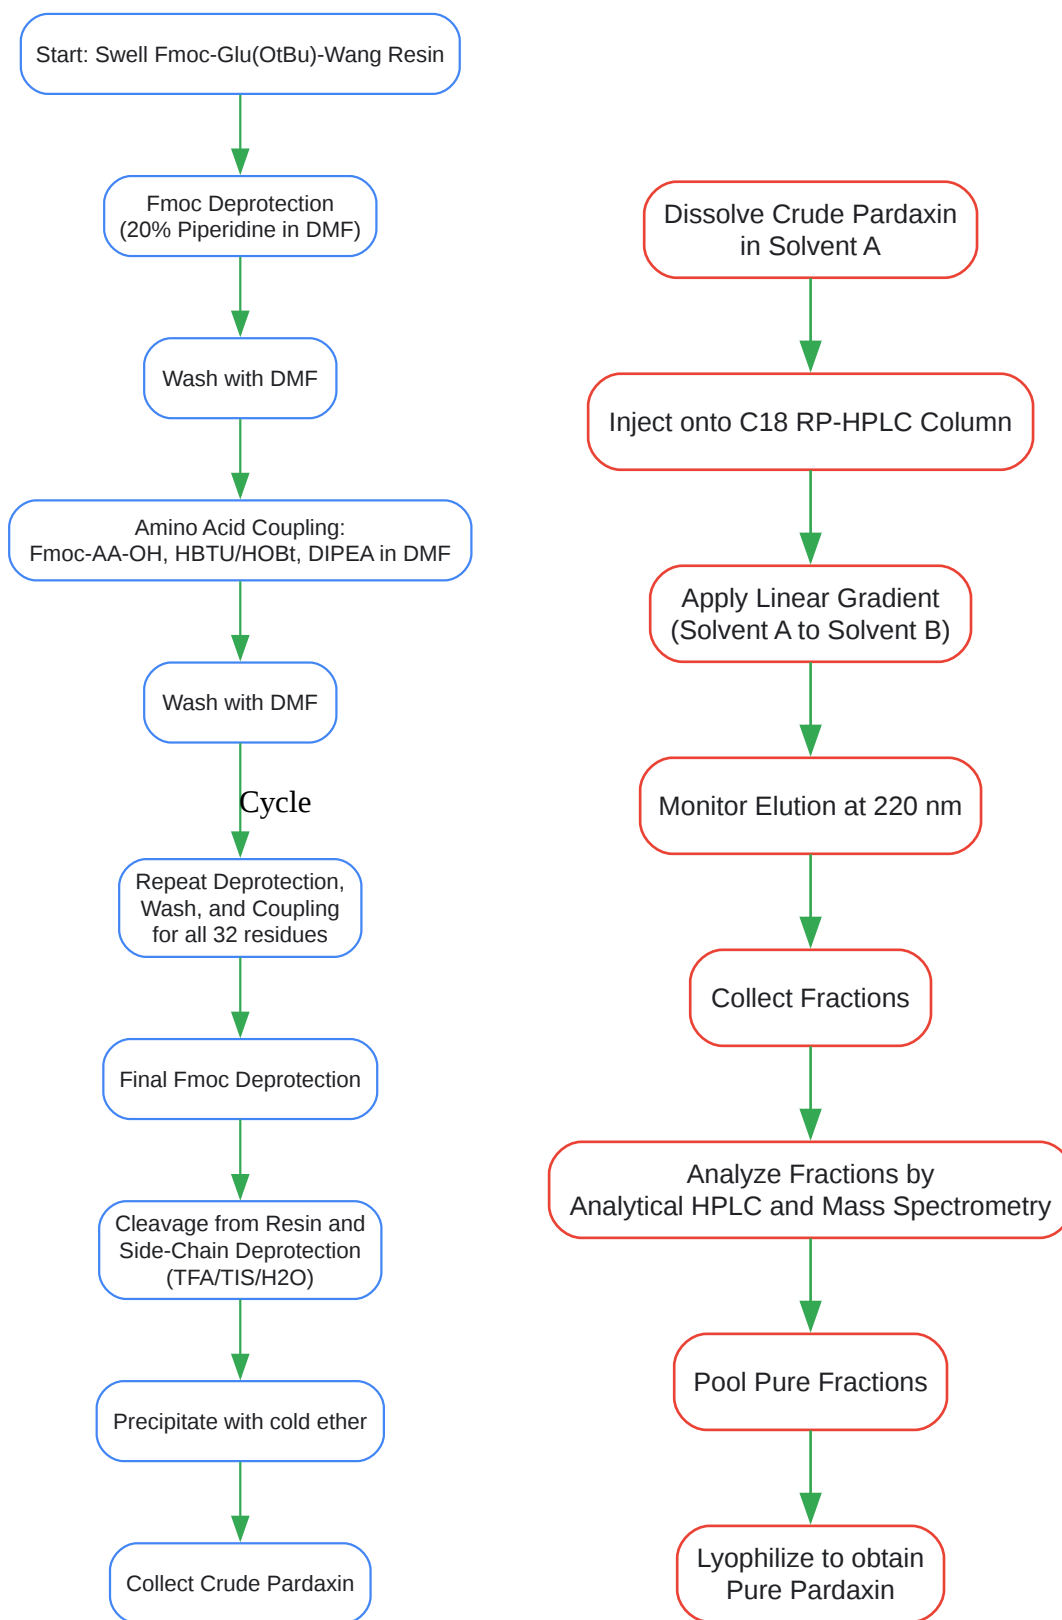 Start: Swell Fmoc-Glu(OtBu)-Wang Resin
Fmoc Deprotection
(20% Piperidine in DMF)
Wash with DMF
Amino Acid Coupling:
Fmoc-AA-OH, HBTU/HOBt, DIPEA in DMF
Wash with DMF
Cycle
Repeat Deprotection,
Wash, and Coupling
for all 32 residues
Final Fmoc Deprotection
Cleavage from Resin and
Side-Chain Deprotection
(TFA/TIS/H2O)
Precipitate with cold ether
Collect Crude Pardaxin
Dissolve Crude Pardaxin
in Solvent A
Inject onto C18 RP-HPLC Column
Apply Linear Gradient
(Solvent A to Solvent B)
Monitor Elution at 220 nm
Collect Fractions
Analyze Fractions by
Analytical HPLC and Mass Spectrometry
Pool Pure Fractions
Lyophilize to obtain
Pure Pardaxin